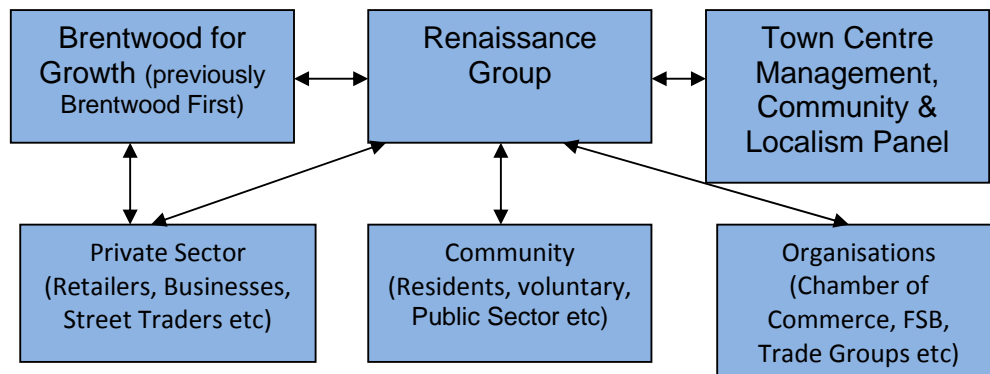 Brentwood for
Growth (previously
Brentwood First)
Renaissance
Group
Town Centre
Management,
Community &
Localism Panel
Private Sector
(Retailers, Businesses,
Street Traders etc)
Community
(Residents, voluntary,
Public Sector etc)
Organisations
(Chamber of
Commerce, FSB,
Trade Groups etc)